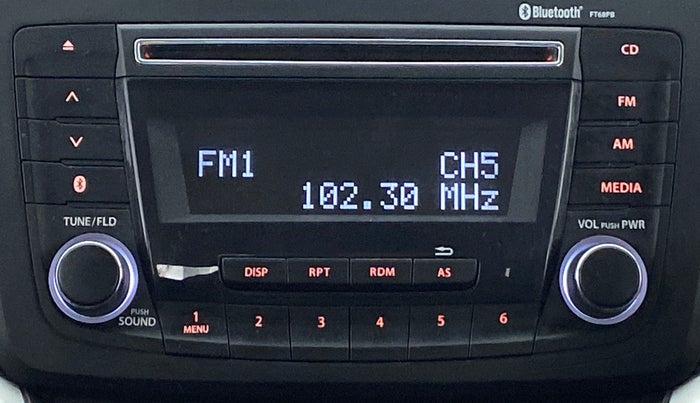 Bluetooth® FT68PB
CD
FM
AM
MEDIA
FM1 CH5
102.30 MHz
TUNE/FLD
VOL PUSH PWR
DISP RPT RDM AS
PUSH
SOUND
1 2 3 4 5 6
MENU